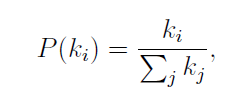 P(k_i) = \frac{k_i}{\sum_j k_j},